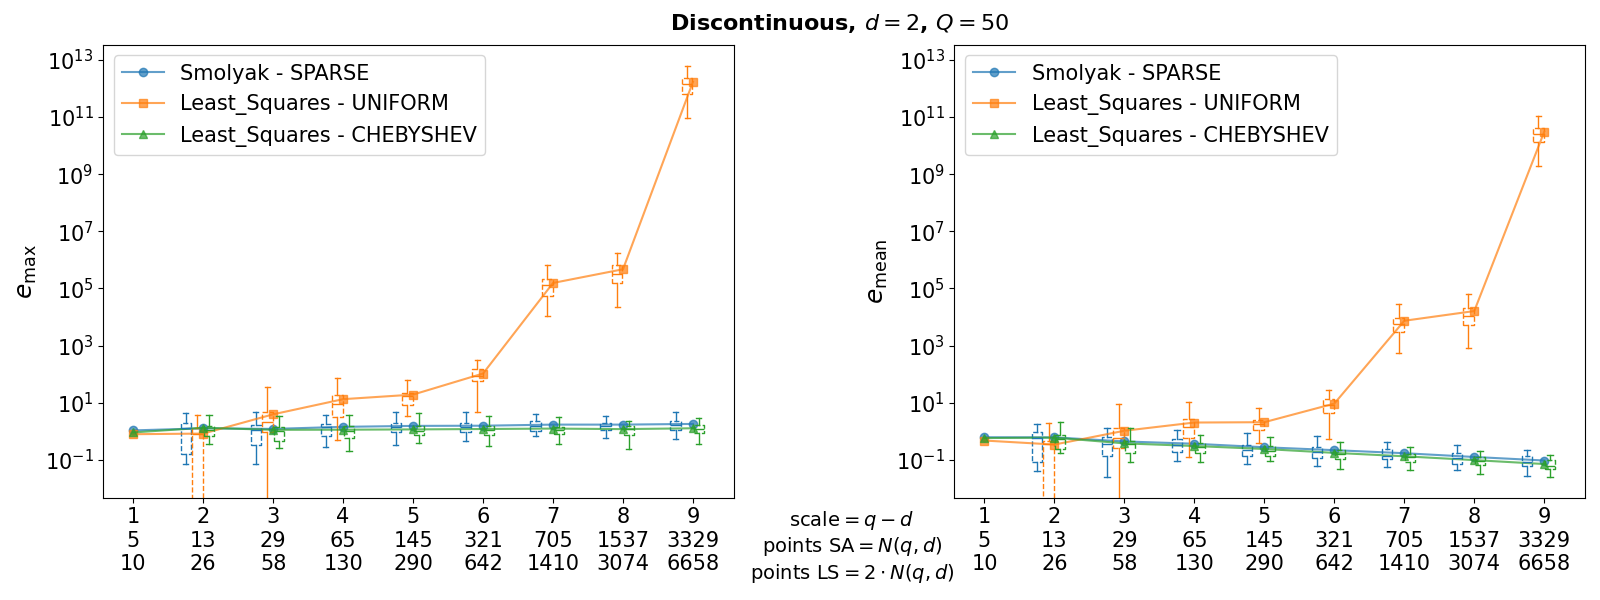 Discontinuous, d = 2, Q = 50
10^13
10^11
10^9
10^7
10^5
10^3
10^1
10^−1
e_max
Smolyak - SPARSE
Least_Squares - UNIFORM
Least_Squares - CHEBYSHEV
1 2 3 4 5 6 7 8 9
5 13 29 65 145 321 705 1537 3329
10 26 58 130 290 642 1410 3074 6658
scale = q − d
points SA = N(q, d)
points LS = 2 · N(q, d)
10^13
10^11
10^9
10^7
10^5
10^3
10^1
10^−1
e_mean
Smolyak - SPARSE
Least_Squares - UNIFORM
Least_Squares - CHEBYSHEV
1 2 3 4 5 6 7 8 9
5 13 29 65 145 321 705 1537 3329
10 26 58 130 290 642 1410 3074 6658